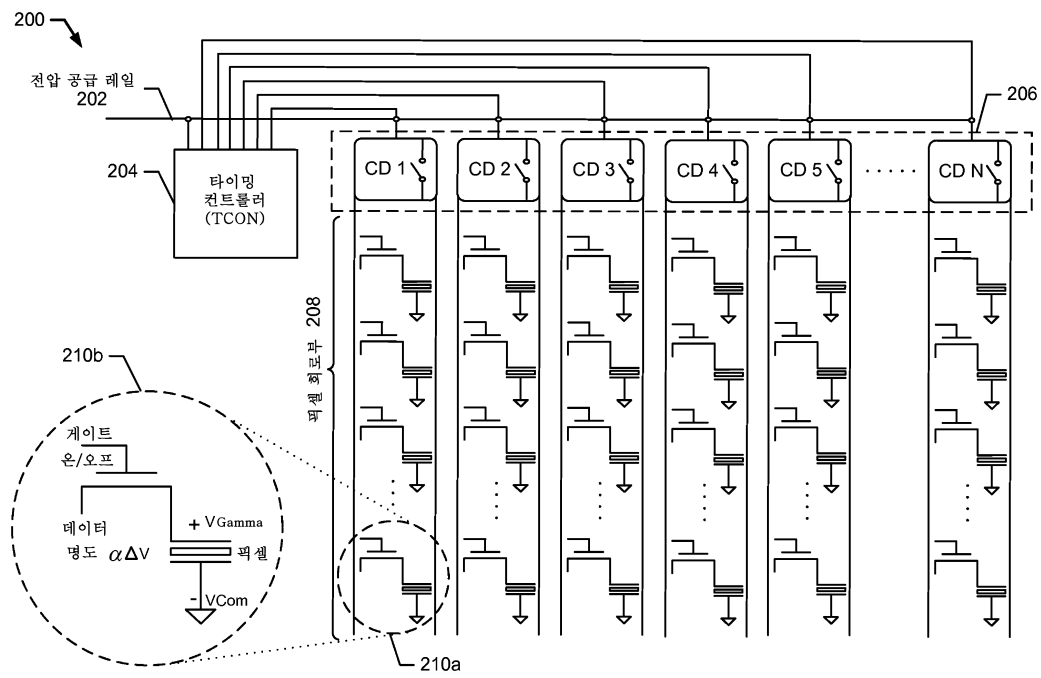 200
전압 공급 레일
202
206
204
타이밍
컨트롤러
(TCON)
CD 1
CD 2
CD 3
CD 4
CD 5
CD N
픽셀 회로부 208
210b
게이트
온/오프
데이터
명도 αΔV
+ VGamma
픽셀
- VCom
210a